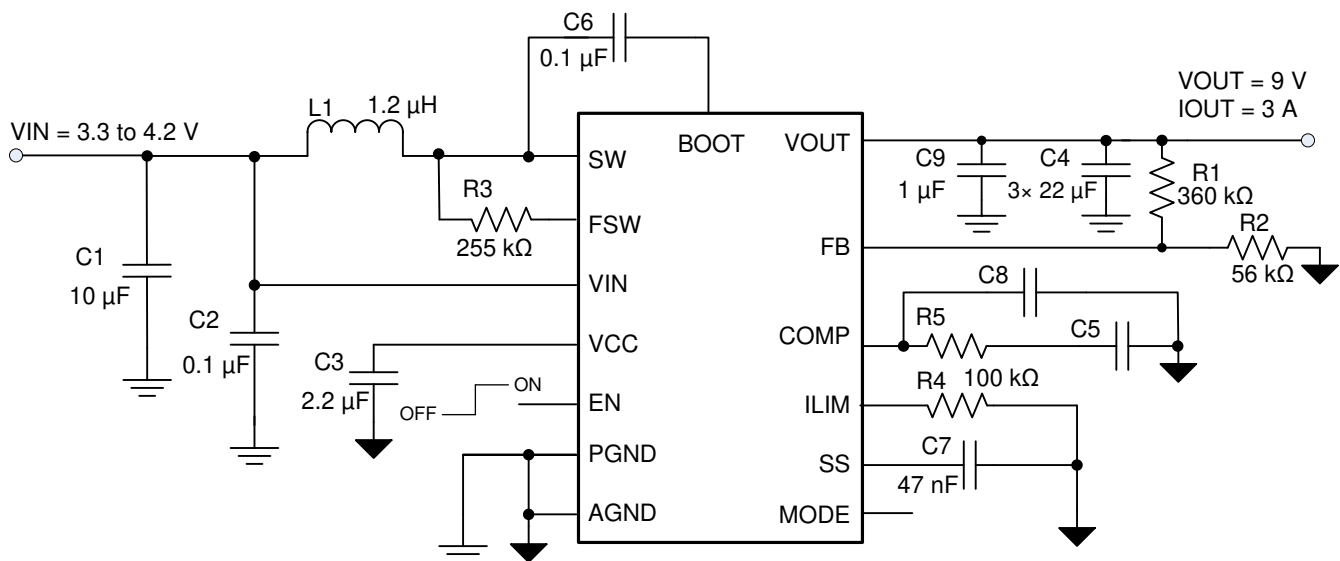 C6
0.1 µF
VOUT = 9 V
IOUT = 3 A
L1
1.2 µH
VIN = 3.3 to 4.2 V
BOOT
VOUT
SW
C9
1 µF
C4
3× 22 µF
R1
360 kΩ
R3
255 kΩ
FSW
FB
R2
56 kΩ
C1
10 µF
VIN
C8
C2
0.1 µF
VCC
COMP
R5
C5
C3
2.2 µF
OFF
ON
EN
ILIM
R4
100 kΩ
PGND
SS
C7
47 nF
AGND
MODE